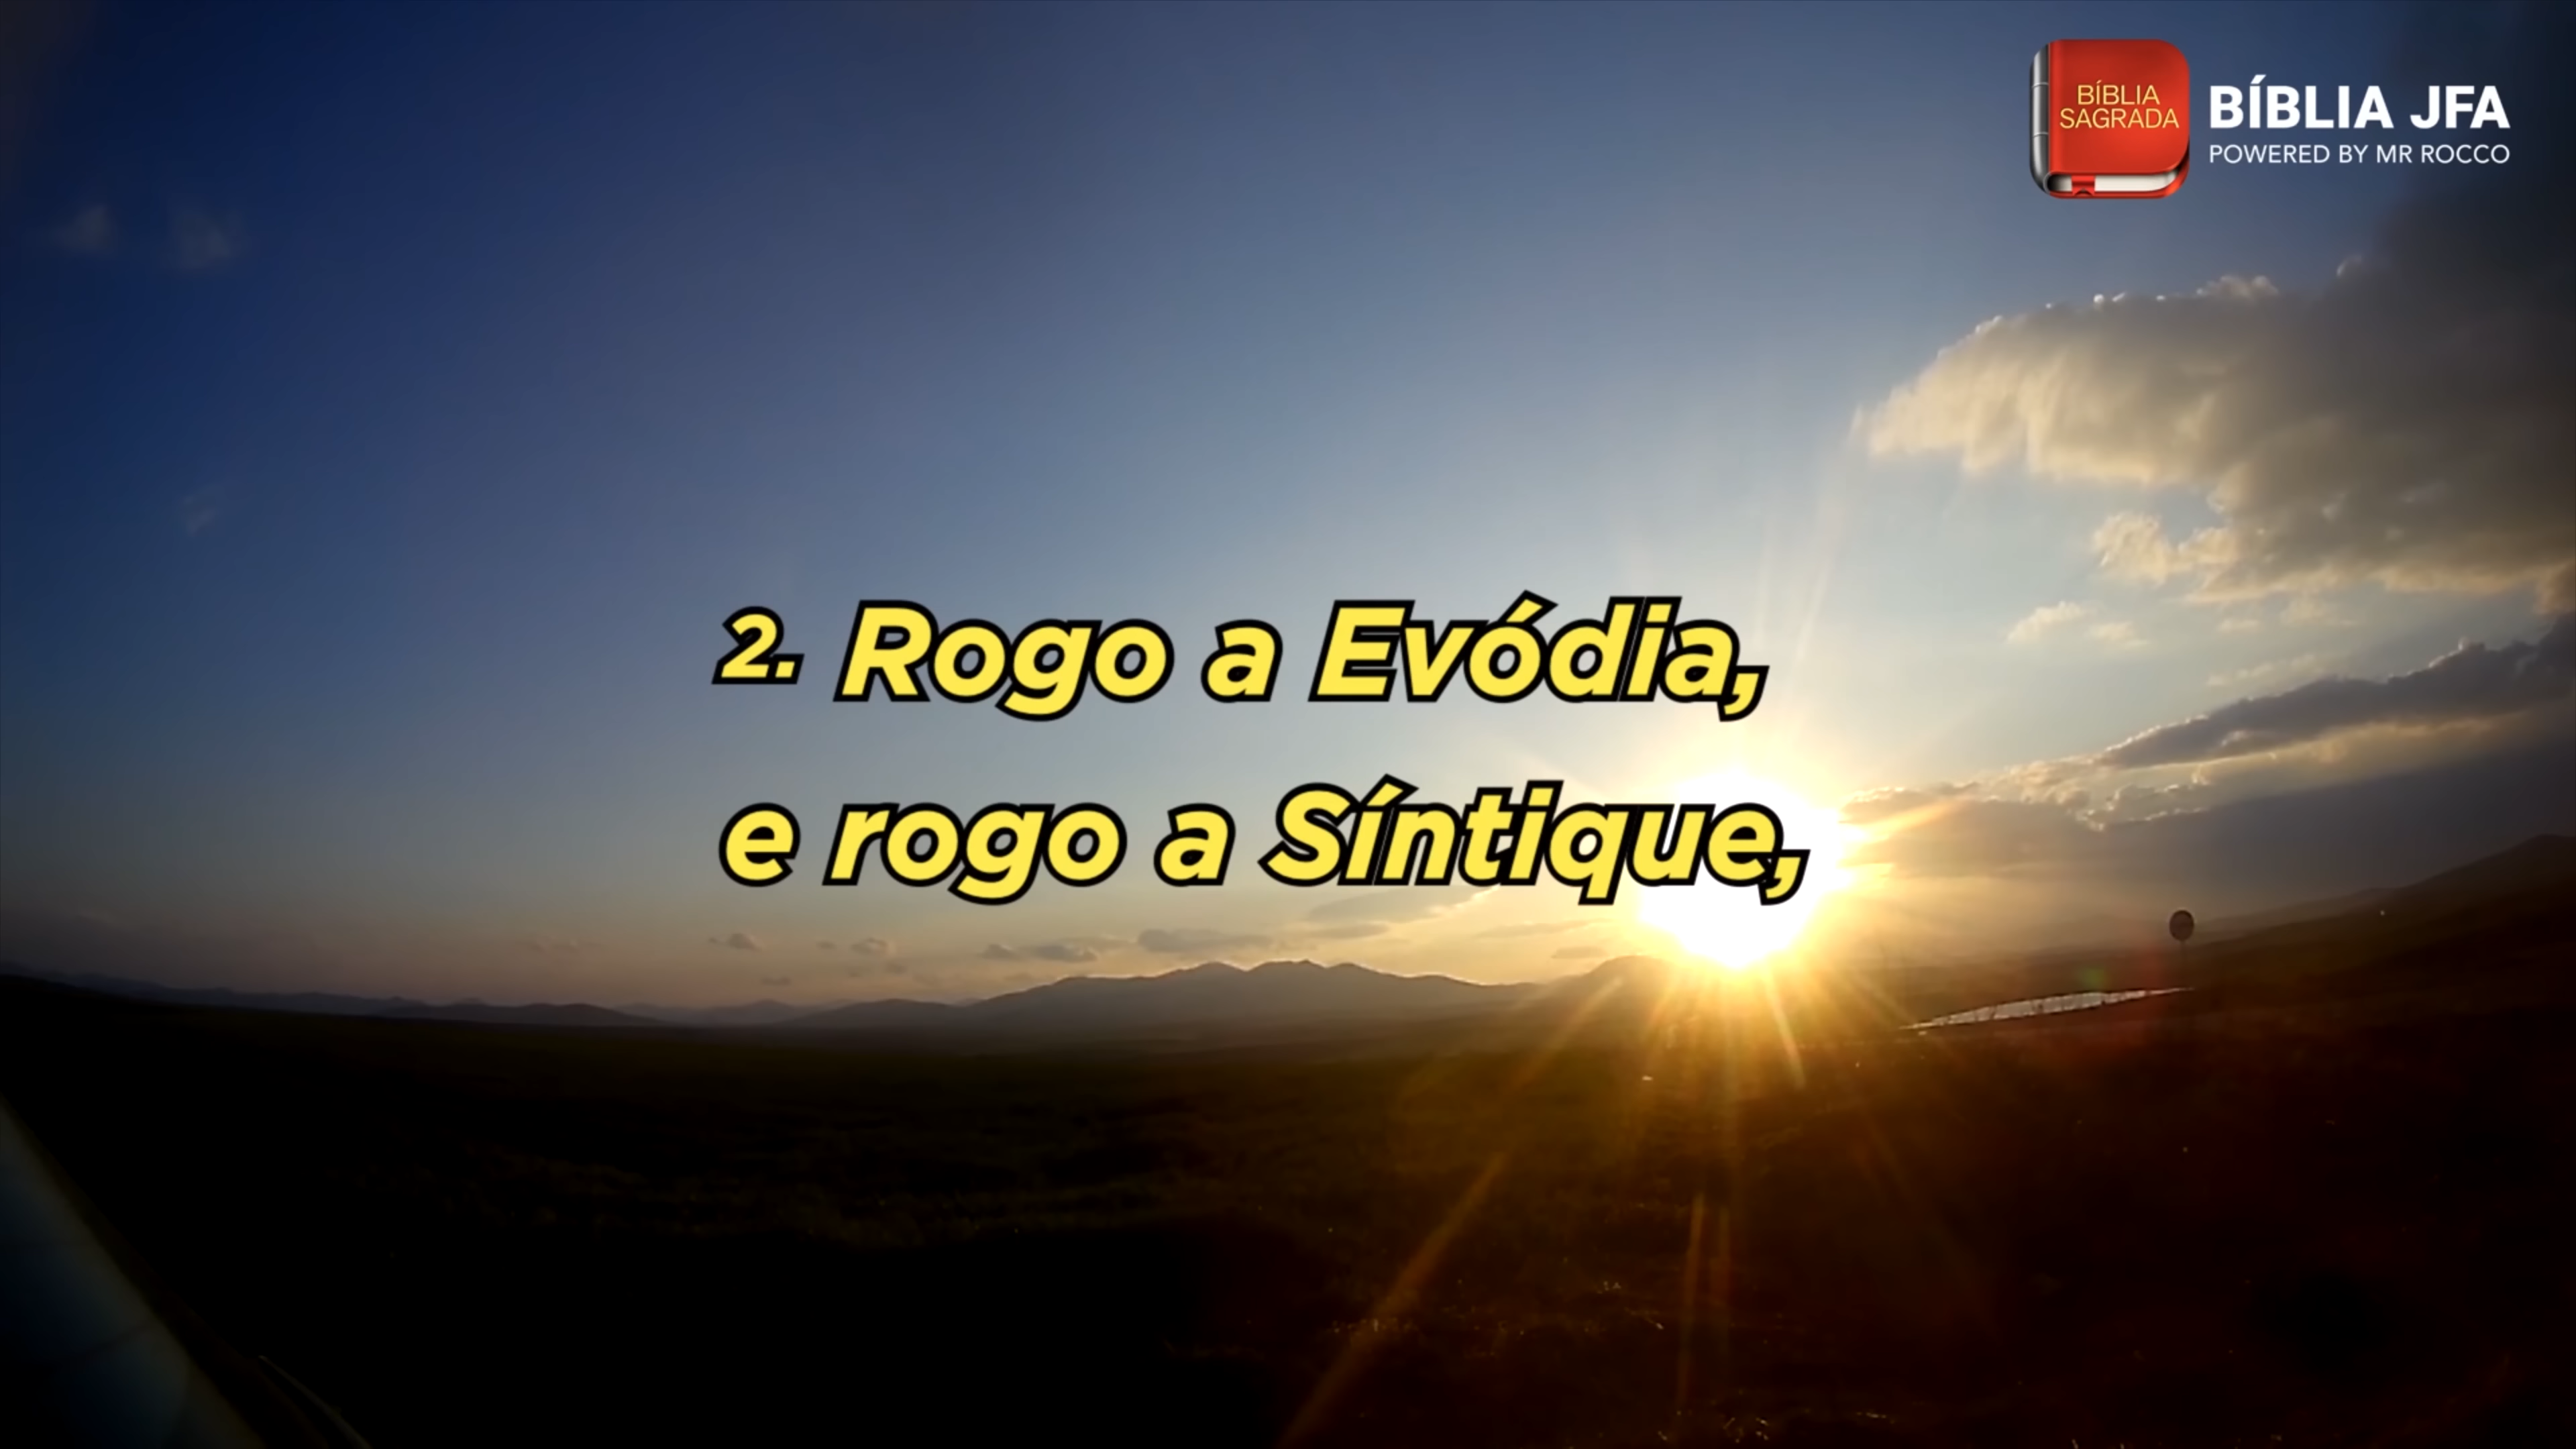 BÍBLIA
SAGRADA
BÍBLIA JFA
POWERED BY MR ROCCO
2. Rogo a Evódia,
e rogo a Síntique,